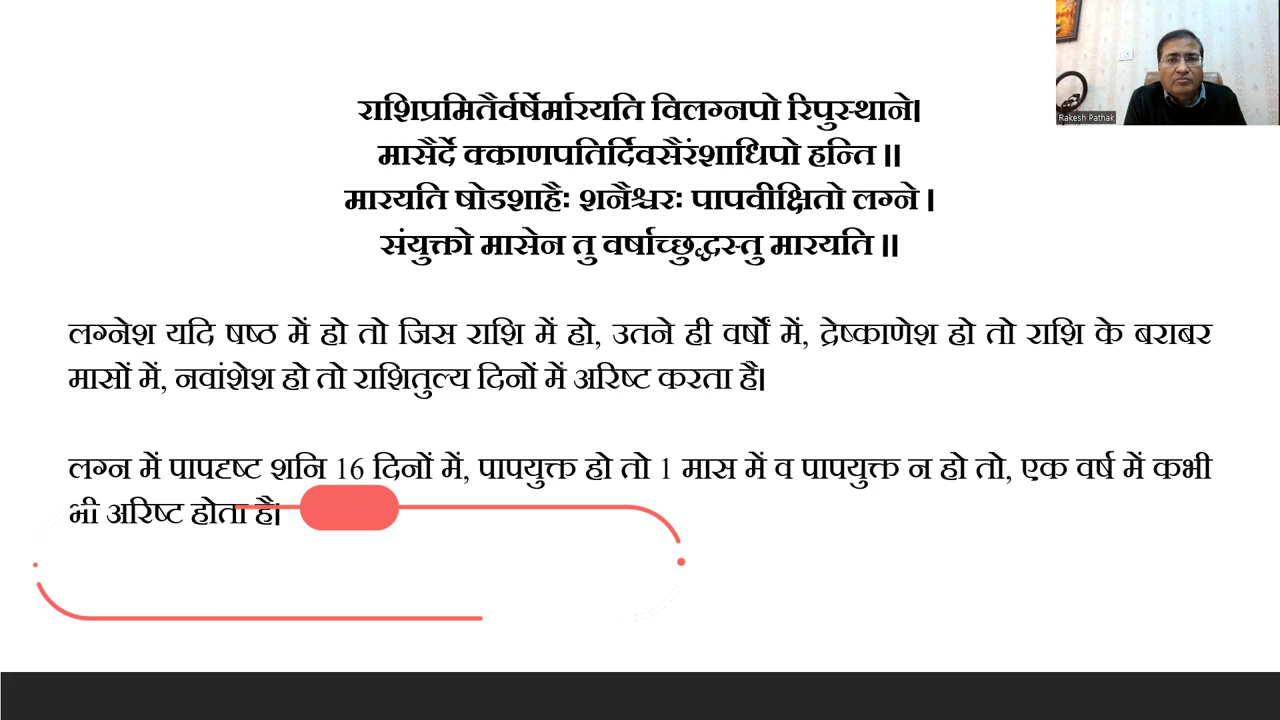 राशिप्रमितैर्वर्षैर्मारयति विलग्नपो रिपुस्थाने।
मासैर्दे क्काणपतिर्दिवसैरंशाधिपो हन्ति ॥
मारयति षोडशाहैः शनैश्चरः पापवीक्षितो लग्ने ।
संयुक्तो मासेन तु वर्षाच्छुद्धस्तु मारयति ॥
लग्नेश यदि षष्ठ में हो तो जिस राशि में हो, उतने ही वर्षों में, द्रेष्काणेश हो तो राशि के बराबर
मासों में, नवांशेश हो तो राशितुल्य दिनों में अरिष्ट करता है।
लग्न में पापदृष्ट शनि 16 दिनों में, पापयुक्त हो तो 1 मास में व पापयुक्त न हो तो, एक वर्ष में कभी
भी अरिष्ट होता है।
Rakesh Pathak